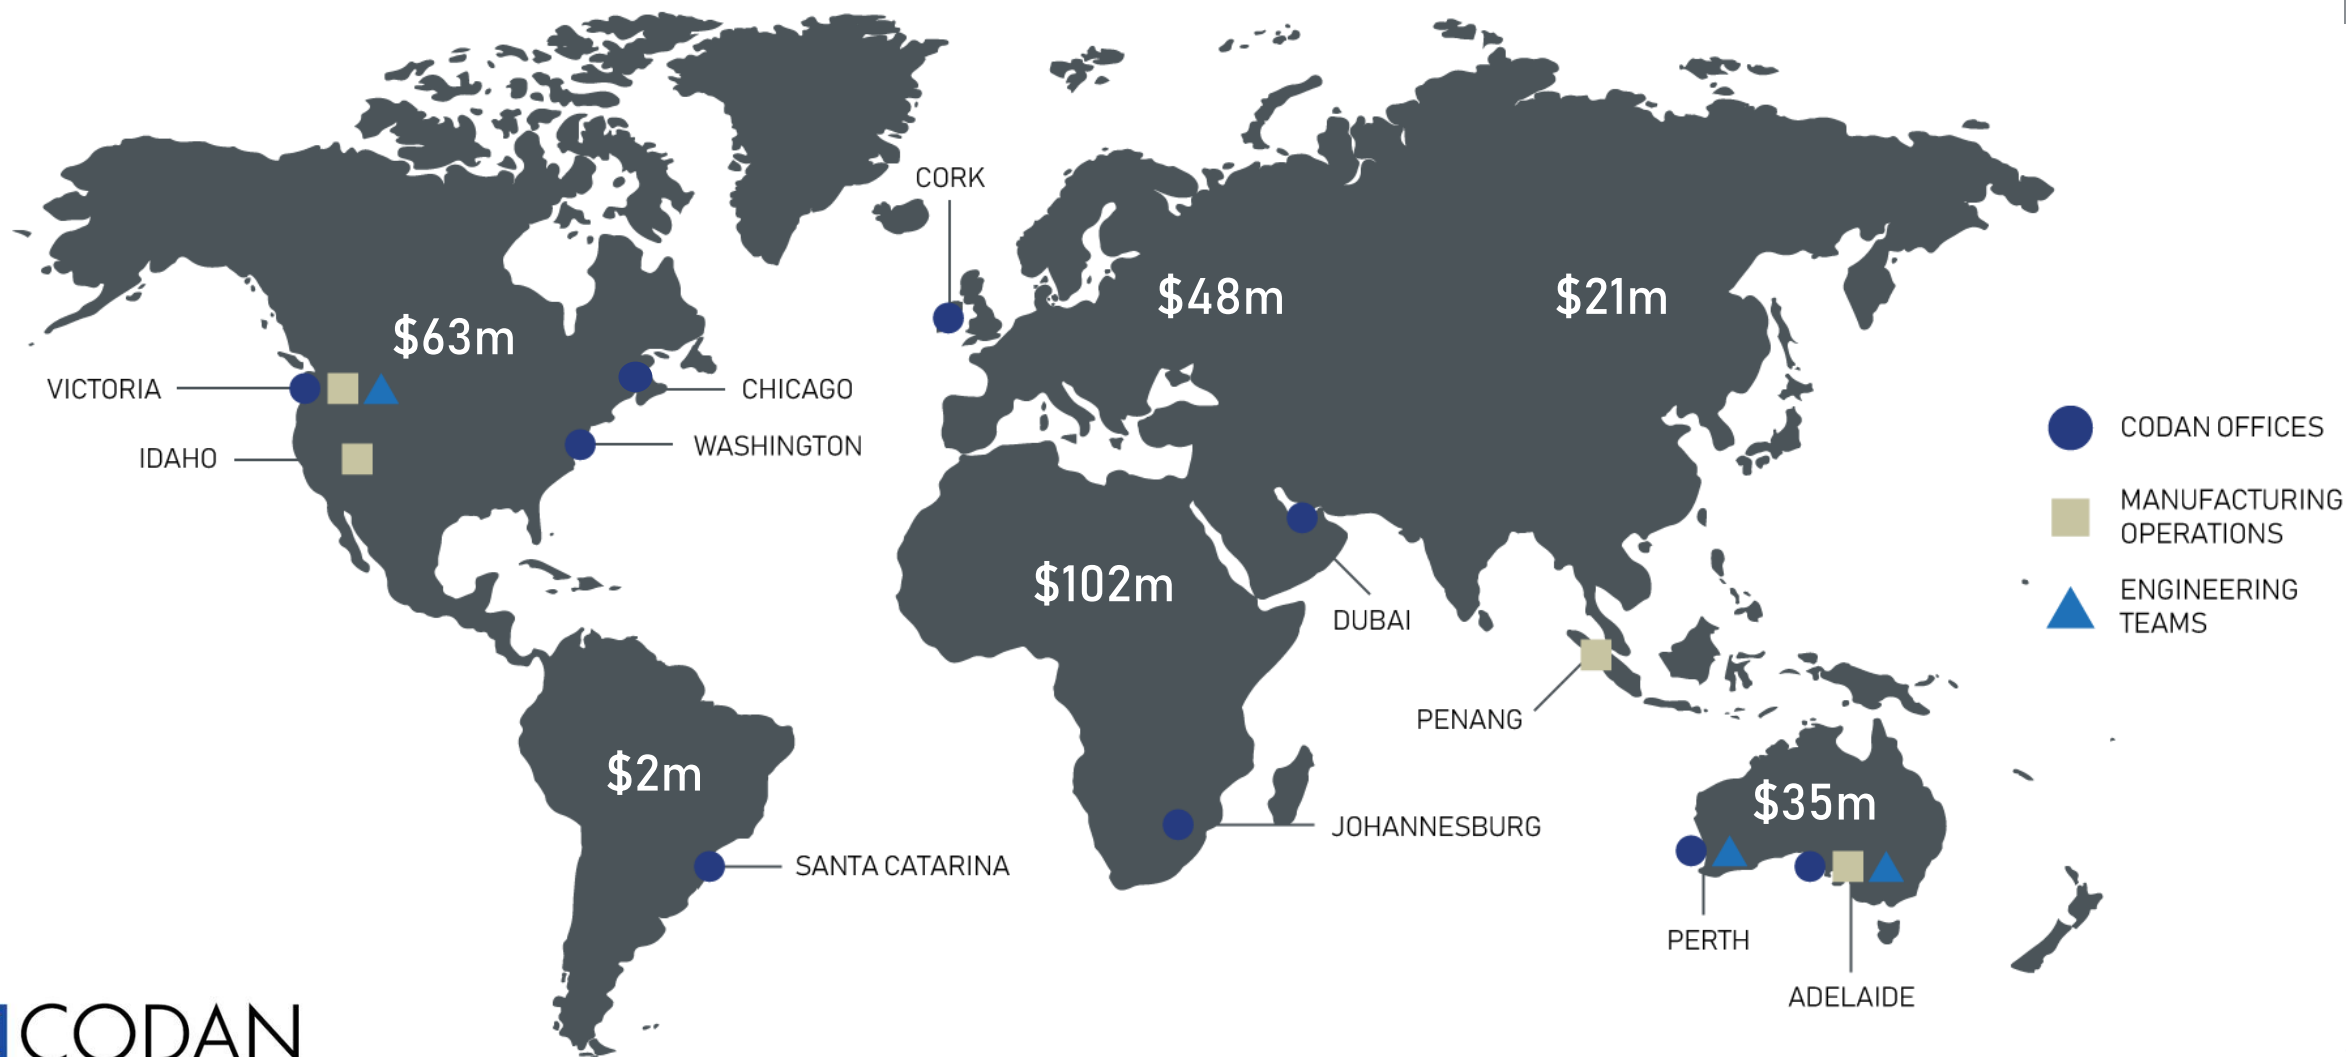 CORK
$48m
$21m
$63m
VICTORIA
CHICAGO
WASHINGTON
IDAHO
CODAN OFFICES
MANUFACTURING
OPERATIONS
ENGINEERING
TEAMS
$102m
DUBAI
PENANG
$2m
$35m
JOHANNESBURG
SANTA CATARINA
PERTH
ADELAIDE
CODAN